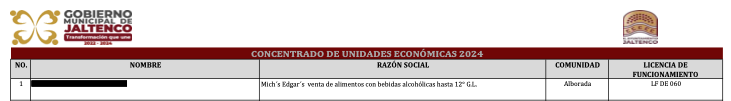 GOBIERNO
MUNICIPAL DE
JALTENCO
Transformación que une
2022 - 2024
JALTENCO
CONCENTRADO DE UNIDADES ECONÓMICAS 2024
NO. NOMBRE RAZÓN SOCIAL COMUNIDAD LICENCIA DE FUNCIONAMIENTO
1 Mich´s Edgar´s venta de alimentos con bebidas alcohólicas hasta 12° G.L. Alborada LF DE 060